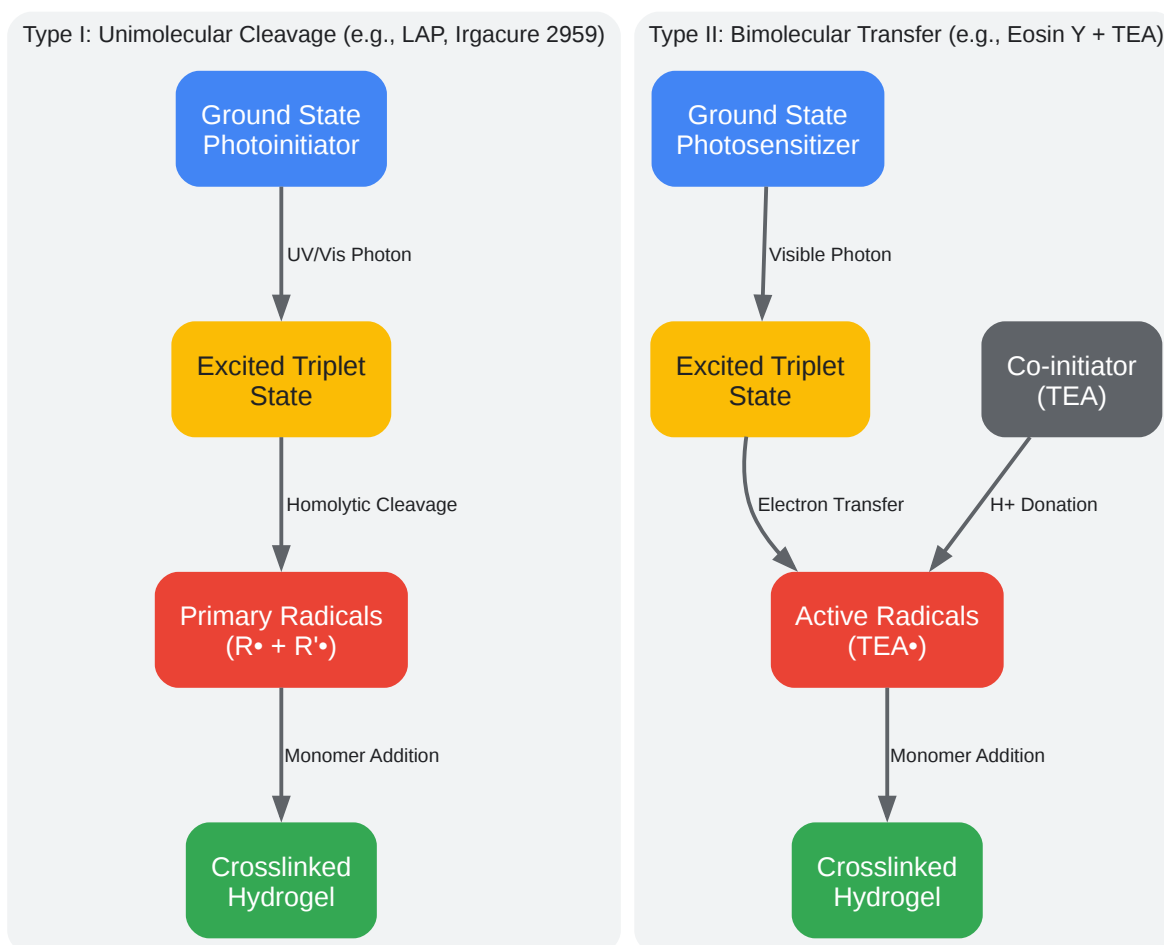 Type I: Unimolecular Cleavage (e.g., LAP, Irgacure 2959)
Ground State
Photoinitiator
UV/Vis Photon
Excited Triplet
State
Homolytic Cleavage
Primary Radicals
(R• + R'•)
Monomer Addition
Crosslinked
Hydrogel
Type II: Bimolecular Transfer (e.g., Eosin Y + TEA)
Ground State
Photosensitizer
Visible Photon
Excited Triplet
State
Co-initiator
(TEA)
Electron Transfer
H+ Donation
Active Radicals
(TEA•)
Monomer Addition
Crosslinked
Hydrogel